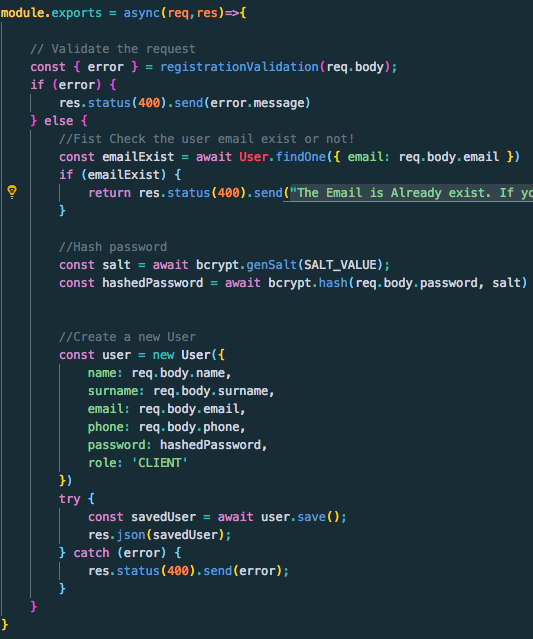 module.exports = async(req,res)=>{
// Validate the request
const { error } = registrationValidation(req.body);
if (error) {
res.status(400).send(error.message)
} else {
//Fist Check the user email exist or not!
const emailExist = await User.findOne({ email: req.body.email })
if (emailExist) {
return res.status(400).send("The Email is Already exist. If yo
}
//Hash password
const salt = await bcrypt.genSalt(SALT_VALUE);
const hashedPassword = await bcrypt.hash(req.body.password, salt)
//Create a new User
const user = new User({
name: req.body.name,
surname: req.body.surname,
email: req.body.email,
phone: req.body.phone,
password: hashedPassword,
role: 'CLIENT'
})
try {
const savedUser = await user.save();
res.json(savedUser);
} catch (error) {
res.status(400).send(error);
}
}
}